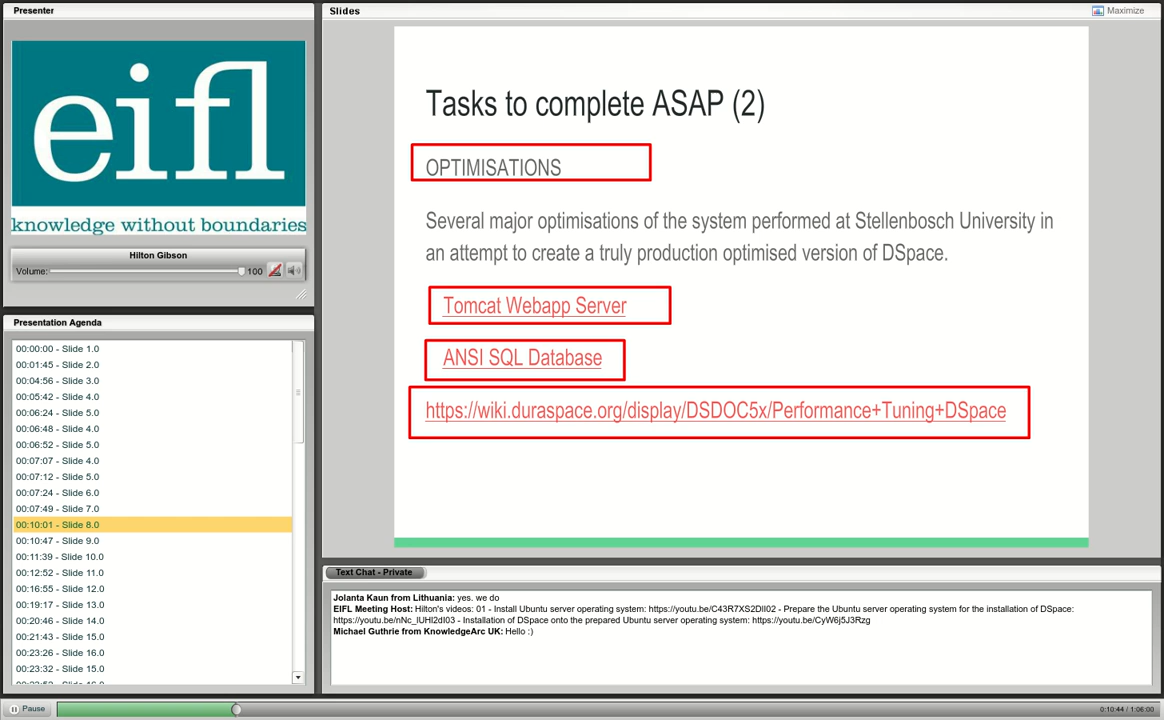 Presenter
eifl
knowledge without boundaries
Hilton Gibson
Volume: 100
Presentation Agenda
00:00:00 - Slide 1.0
00:01:45 - Slide 2.0
00:04:56 - Slide 3.0
00:05:42 - Slide 4.0
00:06:24 - Slide 5.0
00:06:48 - Slide 4.0
00:06:52 - Slide 5.0
00:07:07 - Slide 4.0
00:07:12 - Slide 5.0
00:07:24 - Slide 6.0
00:07:49 - Slide 7.0
00:10:01 - Slide 8.0
00:10:47 - Slide 9.0
00:11:39 - Slide 10.0
00:12:52 - Slide 11.0
00:16:55 - Slide 12.0
00:19:17 - Slide 13.0
00:20:46 - Slide 14.0
00:21:43 - Slide 15.0
00:23:26 - Slide 16.0
00:23:32 - Slide 15.0
Slides
Maximize
Tasks to complete ASAP (2)
OPTIMISATIONS
Several major optimisations of the system performed at Stellenbosch University in
an attempt to create a truly production optimised version of DSpace.
Tomcat Webapp Server
ANSI SQL Database
https://wiki.duraspace.org/display/DSDOC5x/Performance+Tuning+DSpace
Text Chat - Private
Jolanta Kaun from Lithuania: yes. we do
EIFL Meeting Host: Hilton's videos: 01 - Install Ubuntu server operating system: https://youtu.be/C43R7XS2DlI02 - Prepare the Ubuntu server operating system for the installation of DSpace:
https://youtu.be/nNc_lUHl2dI03 - Installation of DSpace onto the prepared Ubuntu server operating system: https://youtu.be/CyW6j5J3Rzg
Michael Guthrie from KnowledgeArc UK: Hello :)
Pause
0:10:44 / 1:06:00